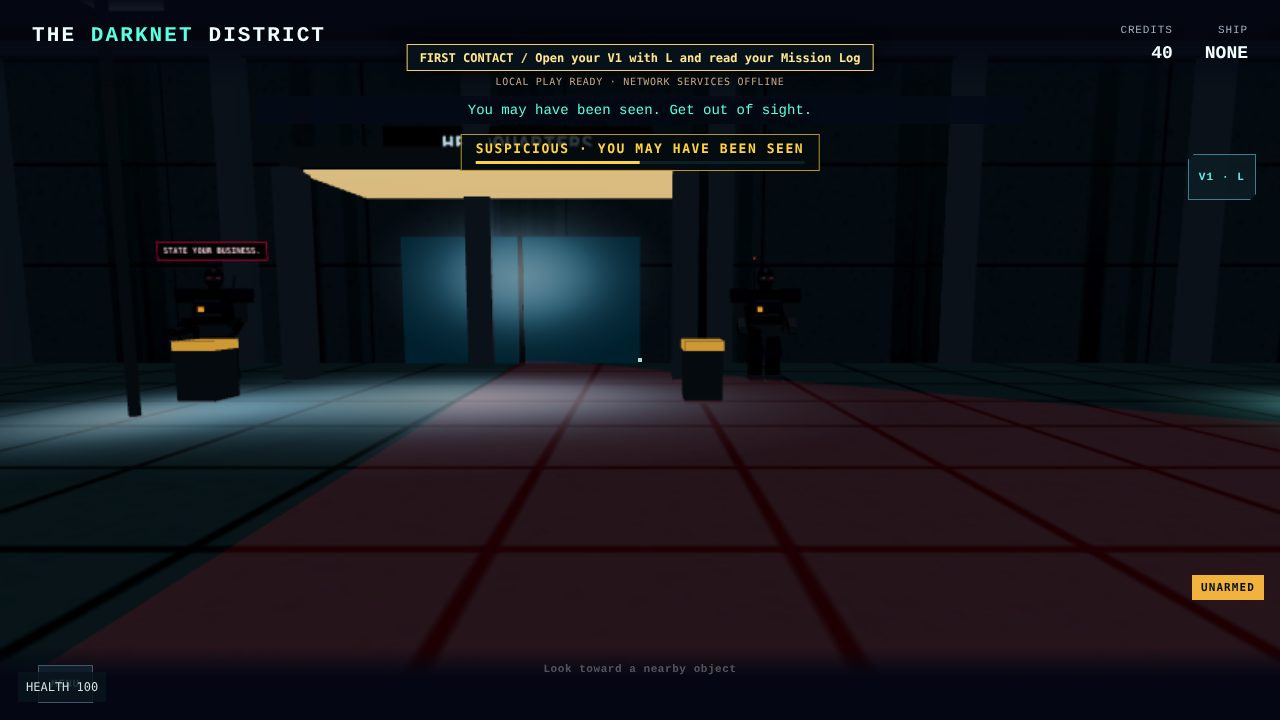 THE DARKNET DISTRICT
CREDITS
40
SHIP
NONE
FIRST CONTACT / Open your V1 with L and read your Mission Log
LOCAL PLAY READY · NETWORK SERVICES OFFLINE
You may have been seen. Get out of sight.
SUSPICIOUS · YOU MAY HAVE BEEN SEEN
V1 · L
STATE YOUR BUSINESS.
UNARMED
Look toward a nearby object
HEALTH 100